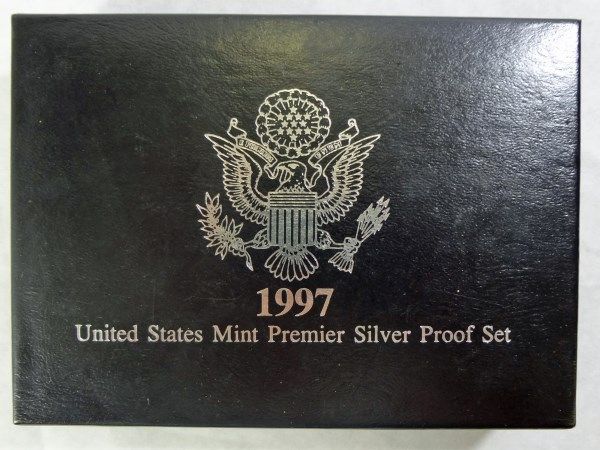 1997
United States Mint Premier Silver Proof Set